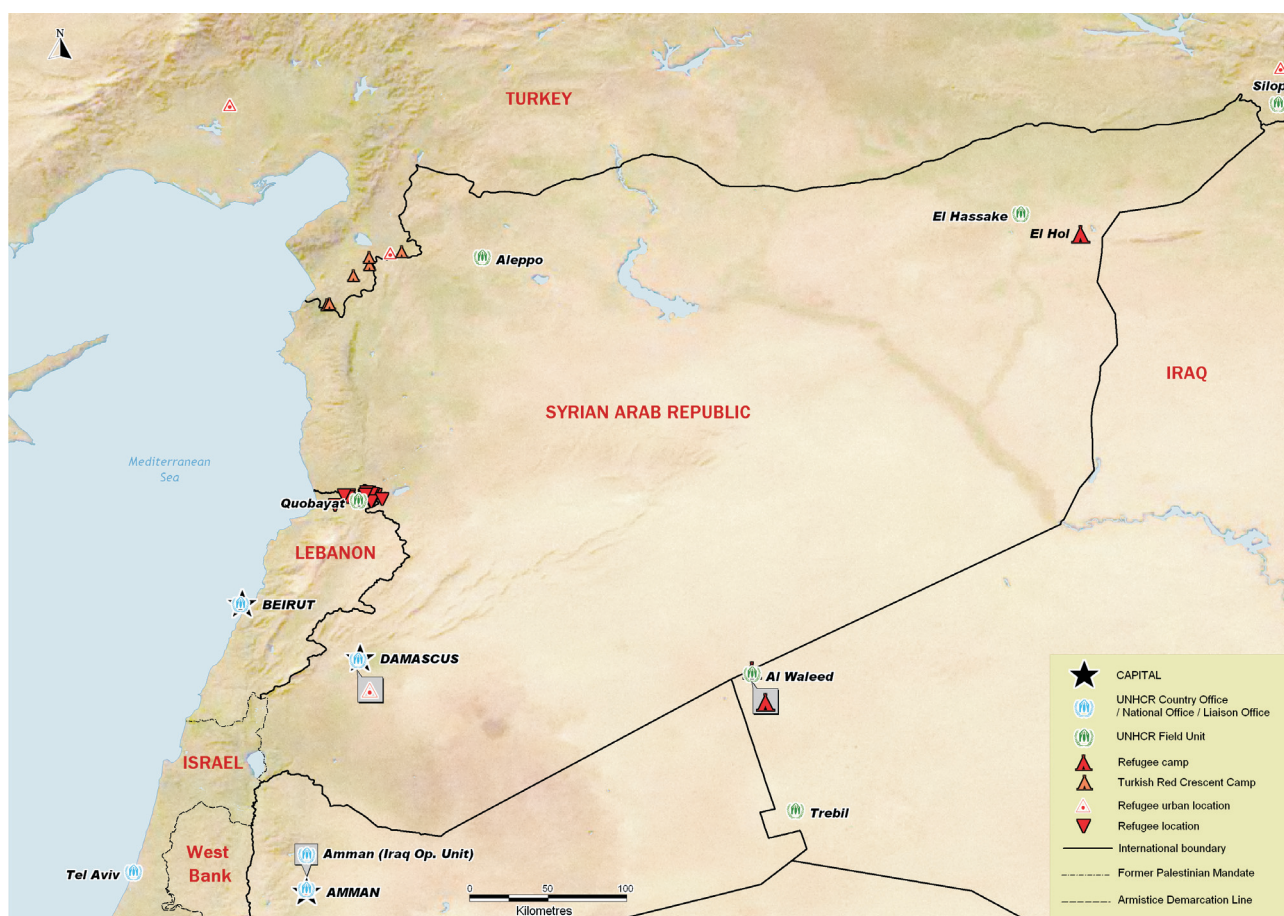 N
TURKEY
Silop
El Hassake
El Hol
Aleppo
IRAQ
SYRIAN ARAB REPUBLIC
Mediterranean
Sea
Quobayat
LEBANON
BEIRUT
DAMASCUS
Al Waleed
ISRAEL
Trebil
West
Bank
Amman (Iraq Op. Unit)
Tel Aviv
AMMAN
0 50 100
Kilometres
CAPITAL
UNHCR Country Office
/ National Office / Liaison Office
UNHCR Field Unit
Refugee camp
Turkish Red Crescent Camp
Refugee urban location
Refugee location
International boundary
Former Palestinian Mandate
Armistice Demarcation Line